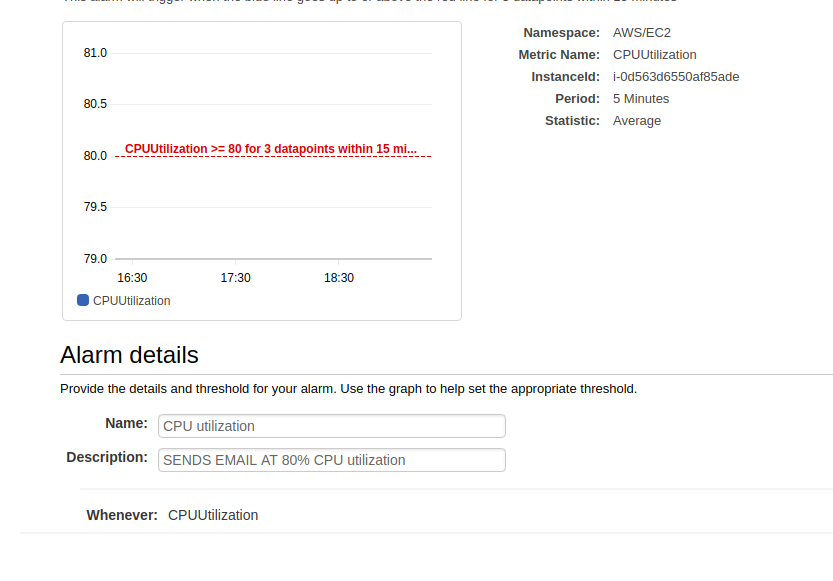 Namespace: AWS/EC2
Metric Name: CPUUtilization
InstanceId: i-0d563d6550af85ade
Period: 5 Minutes
Statistic: Average
81.0
80.5
CPUUtilization >= 80 for 3 datapoints within 15 mi...
80.0
79.5
79.0
16:30 17:30 18:30
CPUUtilization
Alarm details
Provide the details and threshold for your alarm. Use the graph to help set the appropriate threshold.
Name: CPU utilization
Description: SENDS EMAIL AT 80% CPU utilization
Whenever: CPUUtilization